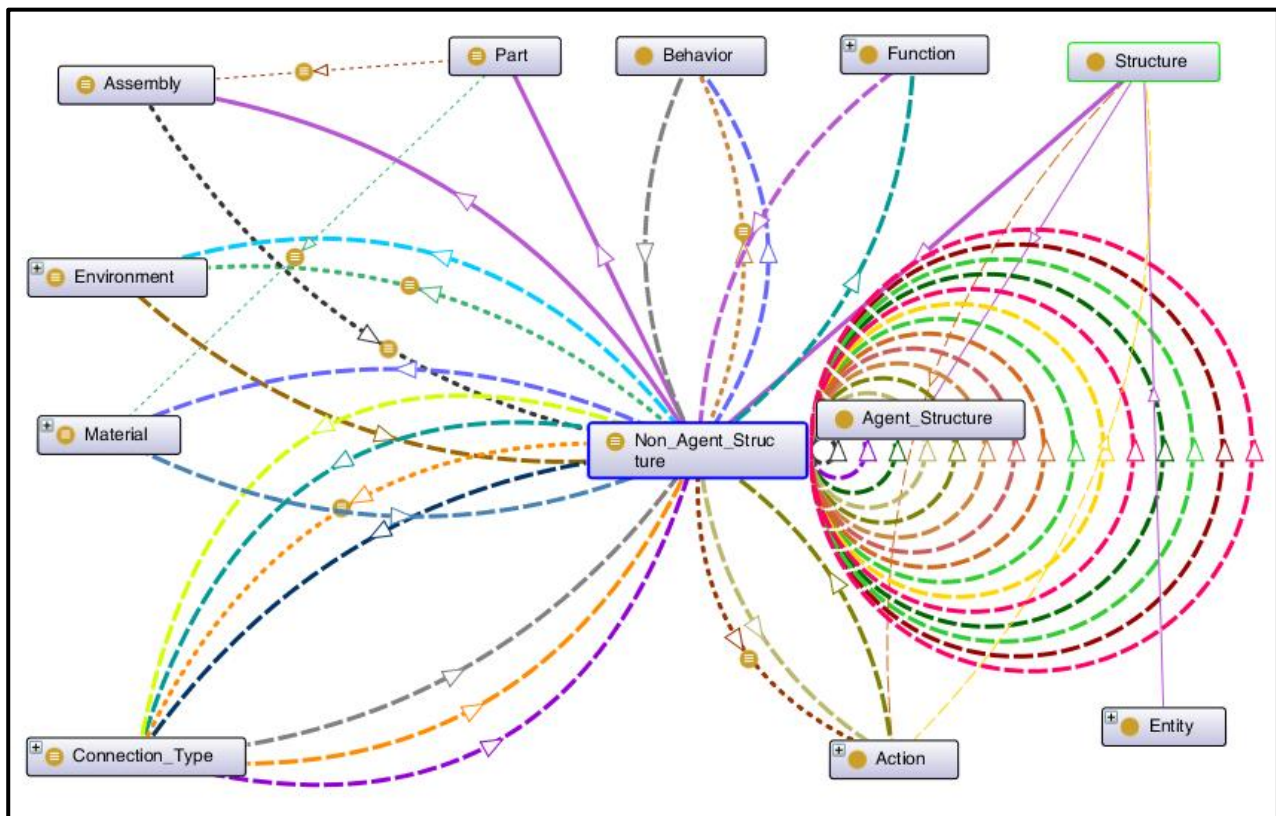 Part
Behavior
Function
Structure
Assembly
Environment
Material
Non_Agent_Struc
ture
Agent_Structure
Connection_Type
Action
Entity